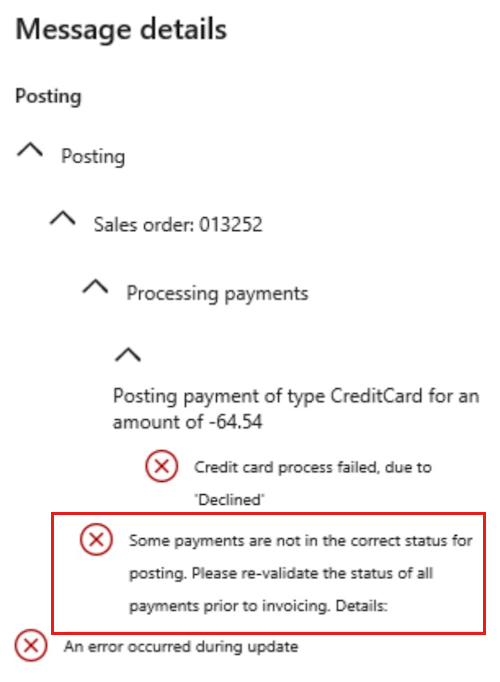 Message details
Posting
Posting
Sales order: 013252
Processing payments
Posting payment of type CreditCard for an
amount of -64.54
Credit card process failed, due to
'Declined'
Some payments are not in the correct status for
posting. Please re-validate the status of all
payments prior to invoicing. Details:
An error occurred during update